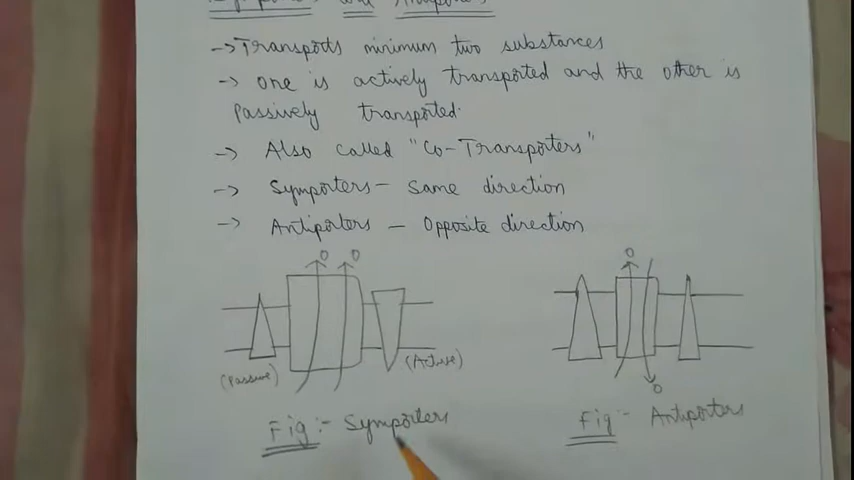 -> Transports minimum two substances
-> One is actively transported and the other is
Passively transported.
-> Also called "Co-Transporters"
-> Symporters - Same direction
-> Antiporters - Opposite direction
(Passive)
(Active)
Fig :- Symporters
Fig :- Antiporters